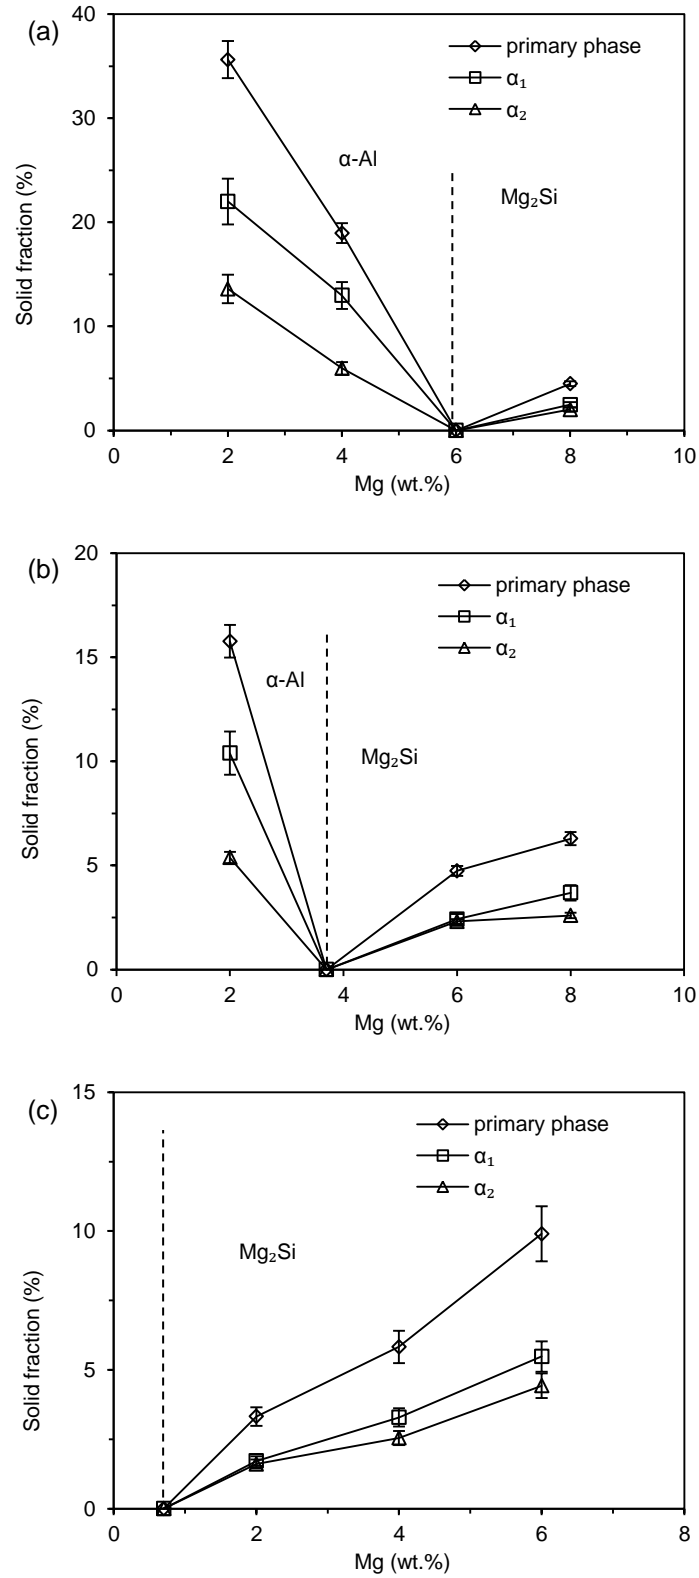 (a)
40
30
20
10
0
Solid fraction (%)
primary phase
α₁
α₂
α-Al
Mg₂Si
0 2 4 6 8 10
Mg (wt.%)
(b)
20
15
10
5
0
Solid fraction (%)
primary phase
α₁
α₂
α-Al
Mg₂Si
0 2 4 6 8 10
Mg (wt.%)
(c)
15
10
5
0
Solid fraction (%)
primary phase
α₁
α₂
Mg₂Si
0 2 4 6 8
Mg (wt.%)